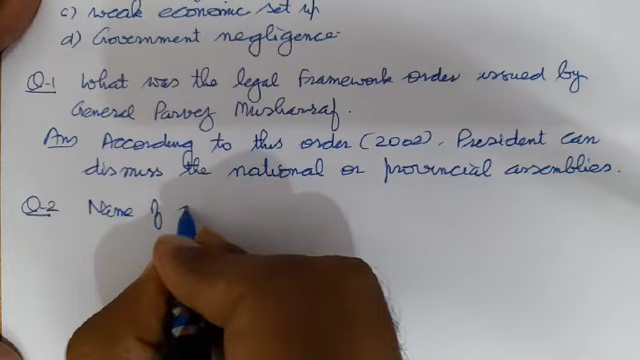 c) weak economic set up
d) Government negligence.
Q-1 What was the legal framework order issued by
General Parvez Musharraf.
Ans According to this order (2002), President can
dismiss the national or provincial assemblies.
Q-2 Name of